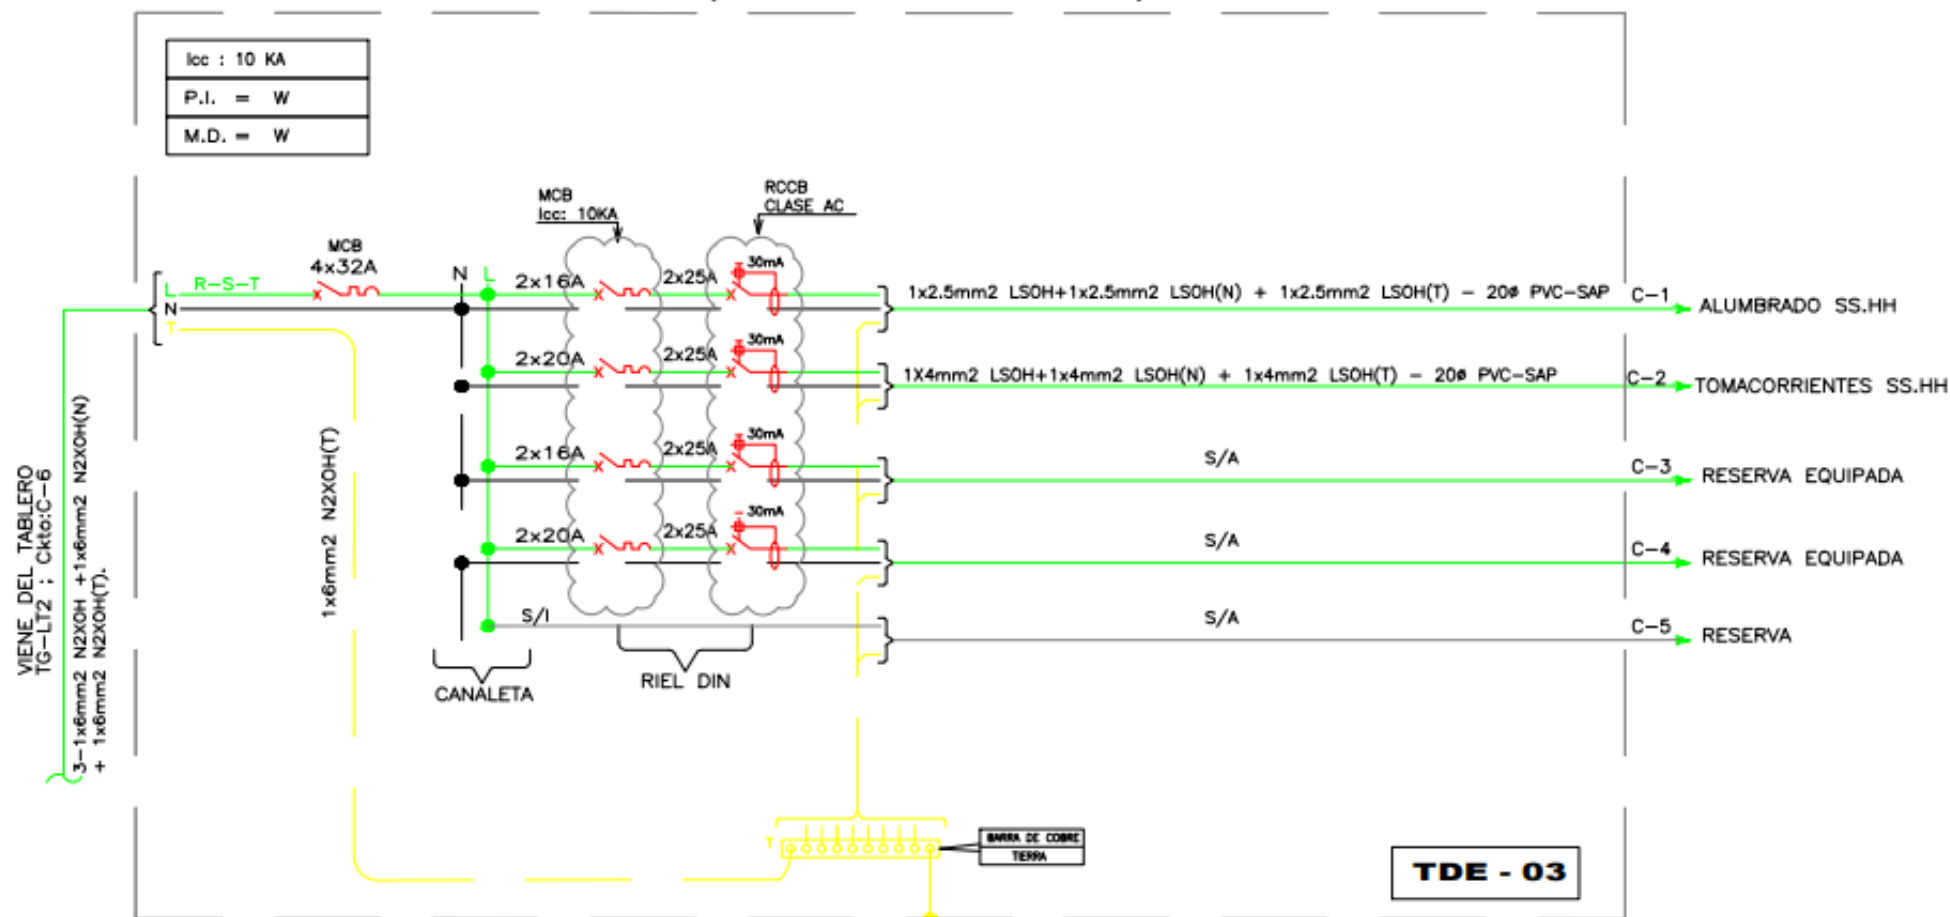 Icc : 10 KA
P.I. = W
M.D. = W
MCB
Icc: 10KA
RCCB
CLASE AC
MCB
4x32A
L
R-S-T
N
T
N
L
2x16A
2x25A
30mA
1x2.5mm2 LSOH+1x2.5mm2 LSOH(N) + 1x2.5mm2 LSOH(T) - 20ø PVC-SAP
C-1
ALUMBRADO SS.HH
2x20A
2x25A
30mA
1X4mm2 LSOH+1x4mm2 LSOH(N) + 1x4mm2 LSOH(T) - 20ø PVC-SAP
C-2
TOMACORRIENTES SS.HH
2x16A
2x25A
30mA
S/A
C-3
RESERVA EQUIPADA
2x20A
2x25A
30mA
S/A
C-4
RESERVA EQUIPADA
S/I
S/A
C-5
RESERVA
CANALETA
RIEL DIN
VIENE DEL TABLERO
TG-LT2 ; Ckto:C-6
3-1x6mm2 N2XOH +1x6mm2 N2XOH(N)
+ 1x6mm2 N2XOH(T).
1x6mm2 N2XOH(T)
T
BARRA DE COBRE
TIERRA
TDE - 03